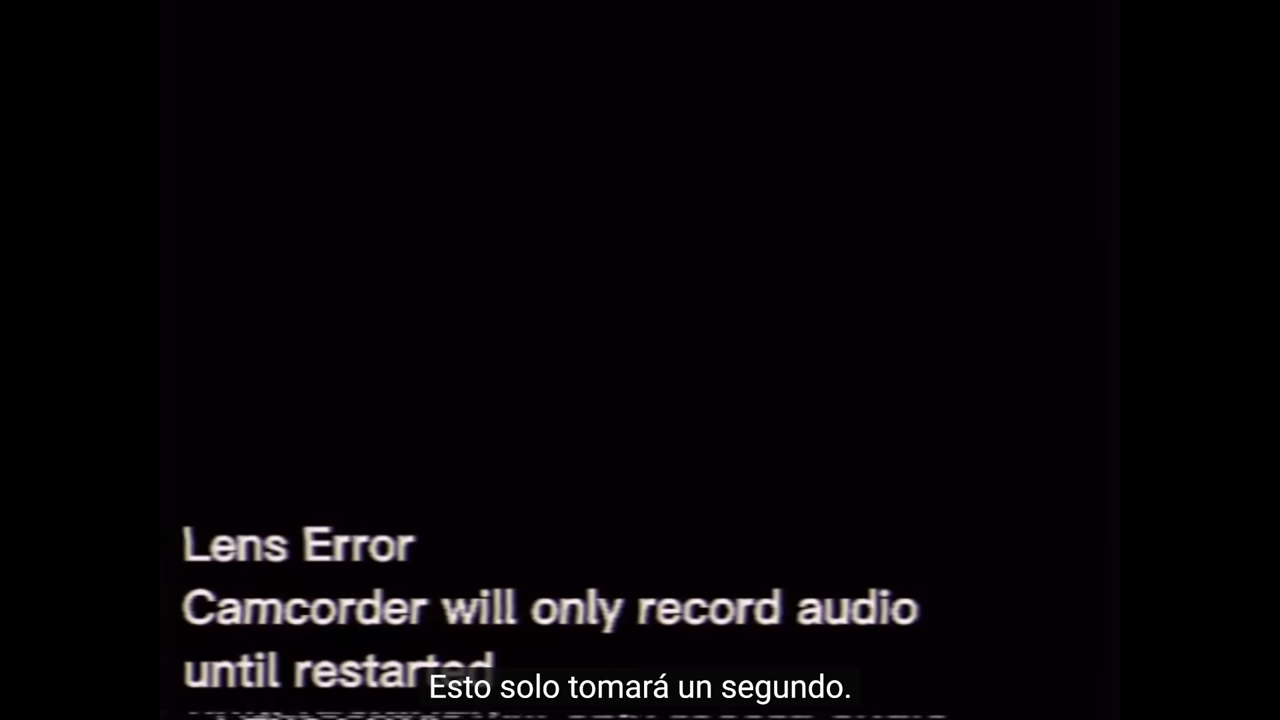 Lens Error
Camcorder will only record audio
until restarted
Esto solo tomará un segundo.